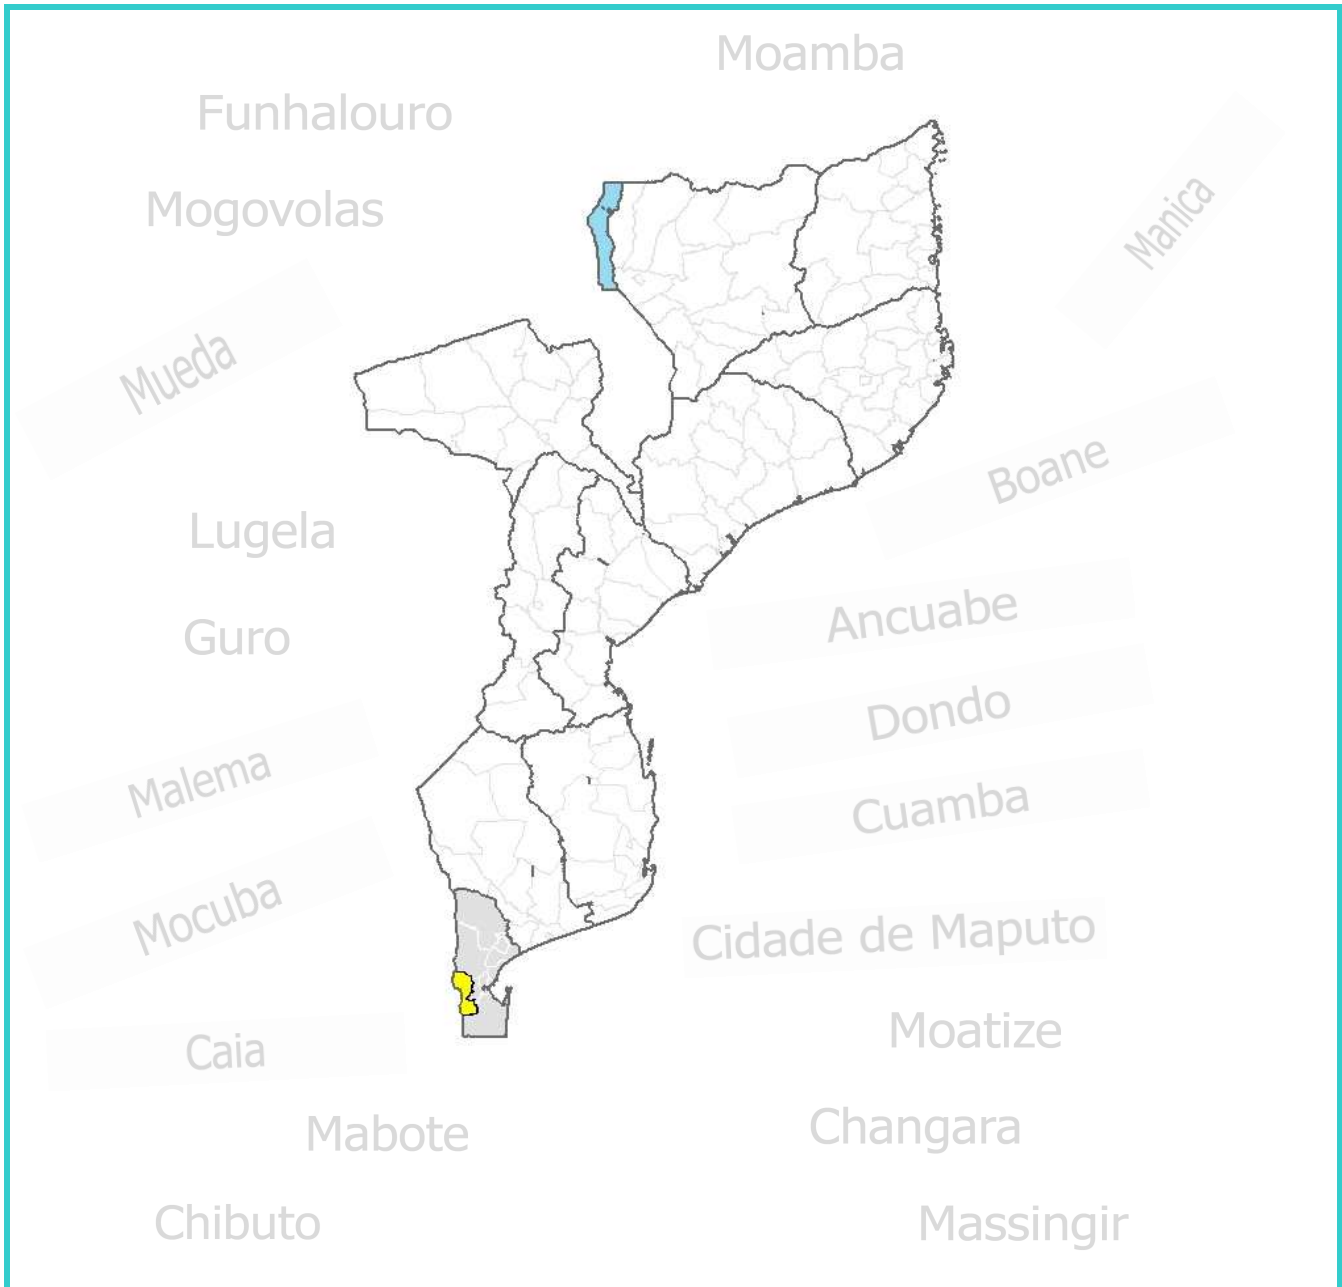 Moamba
Funhalouro
Manica
Mogovolas
Mueda
Boane
Lugela
Ancuabe
Guro
Dondo
Malema
Cuamba
Mocuba
Cidade de Maputo
Moatize
Caia
Mabote
Changara
Chibuto
Massingir